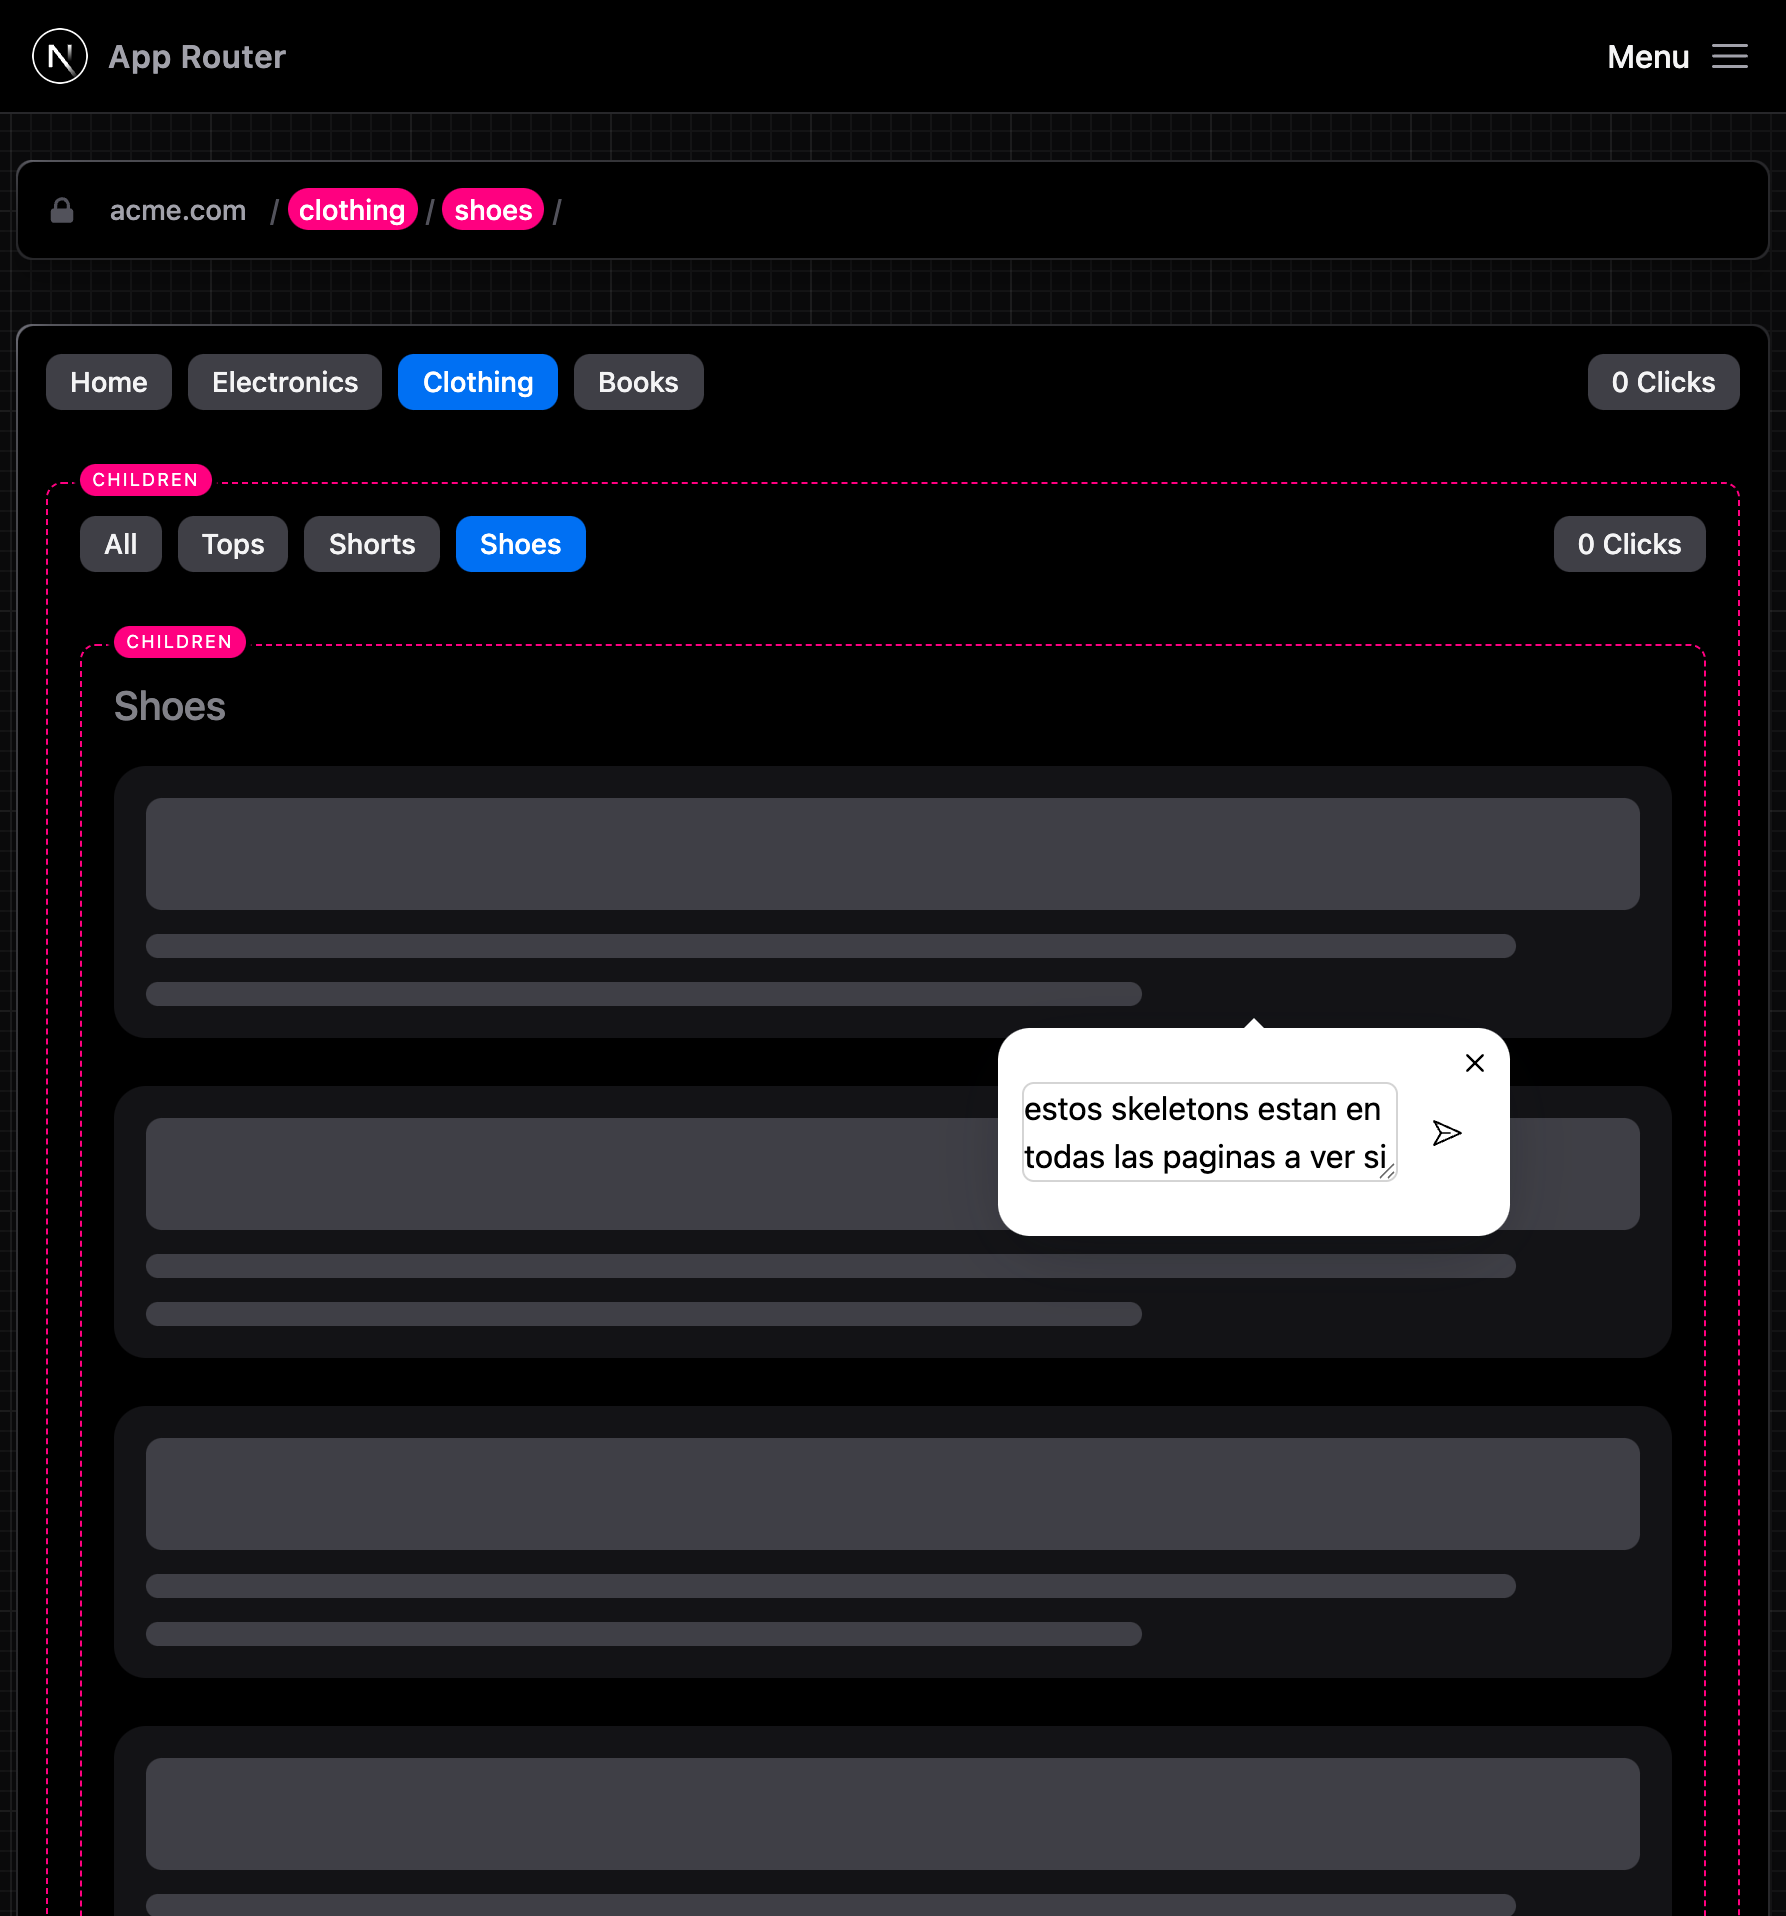 App Router
Menu
acme.com / clothing / shoes /
Home
Electronics
Clothing
Books
0 Clicks
CHILDREN
All
Tops
Shorts
Shoes
0 Clicks
CHILDREN
Shoes
estos skeletons estan en
todas las paginas a ver si